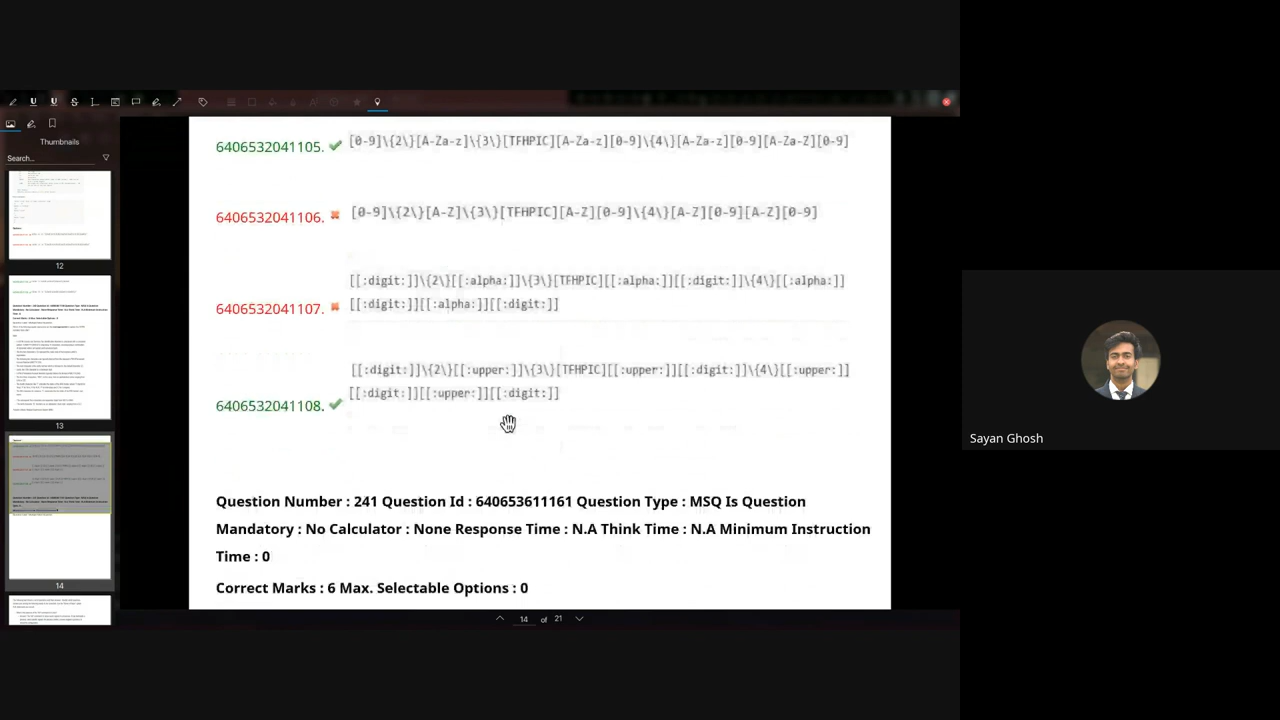 Thumbnails
Search...
12
13
14
6406532041105. [0-9]\{2\}[A-Za-z]\{3\}[TFHPIC][A-Za-z][0-9]\{4\}[A-Za-z][0-9][A-Za-Z][0-9]
6406532041106. [0-9]\{2\}[A-Z]\{3\}[TFHPIC][A-Z][0-9]\{4\}[A-Z][0-9][A-Z][0-9]
[[:digit:]]\{2\}[[:alpha:]]\{3\}[TFHPIC][[:alpha:]][[:digit:]]\{4\}[[:alpha:]]
6406532041107. [[:digit:]][[:alpha:]][[:digit:]]
[[:digit:]]\{2\}[[:upper:]]\{3\}[TFHPIC][[:upper:]][[:digit:]]\{4\}[[:upper:]]
6406532041108. [[:digit:]][[:upper:]][[:digit:]]
Question Number : 241 Question Id : 640653611161 Question Type : MSQ Is Question
Mandatory : No Calculator : None Response Time : N.A Think Time : N.A Minimum Instruction
Time : 0
Correct Marks : 6 Max. Selectable Options : 0
14 of 21
Sayan Ghosh